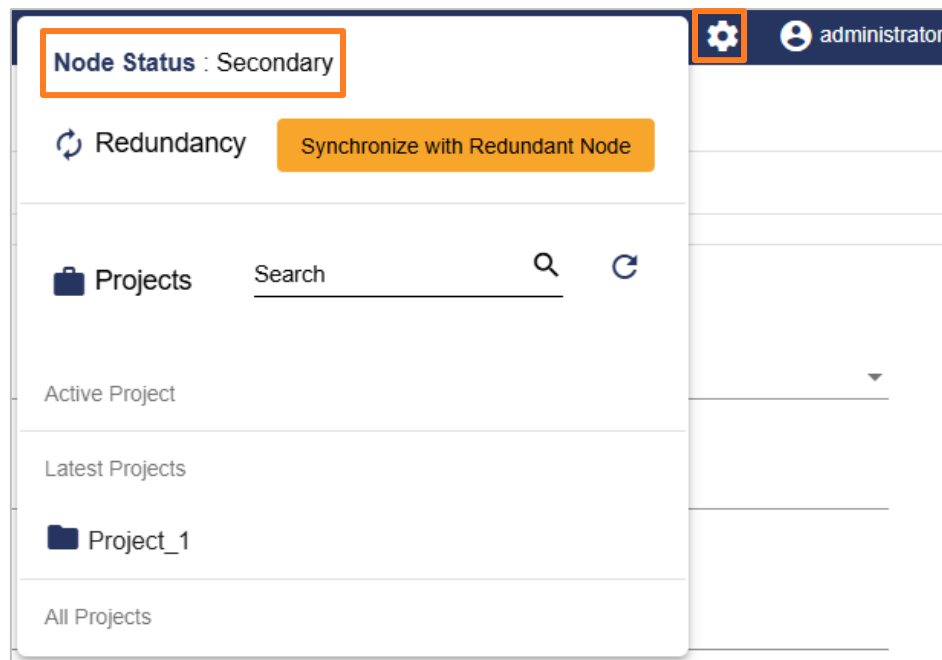 Node Status : Secondary
administrator
Redundancy
Synchronize with Redundant Node
Projects
Search
Active Project
Latest Projects
Project_1
All Projects